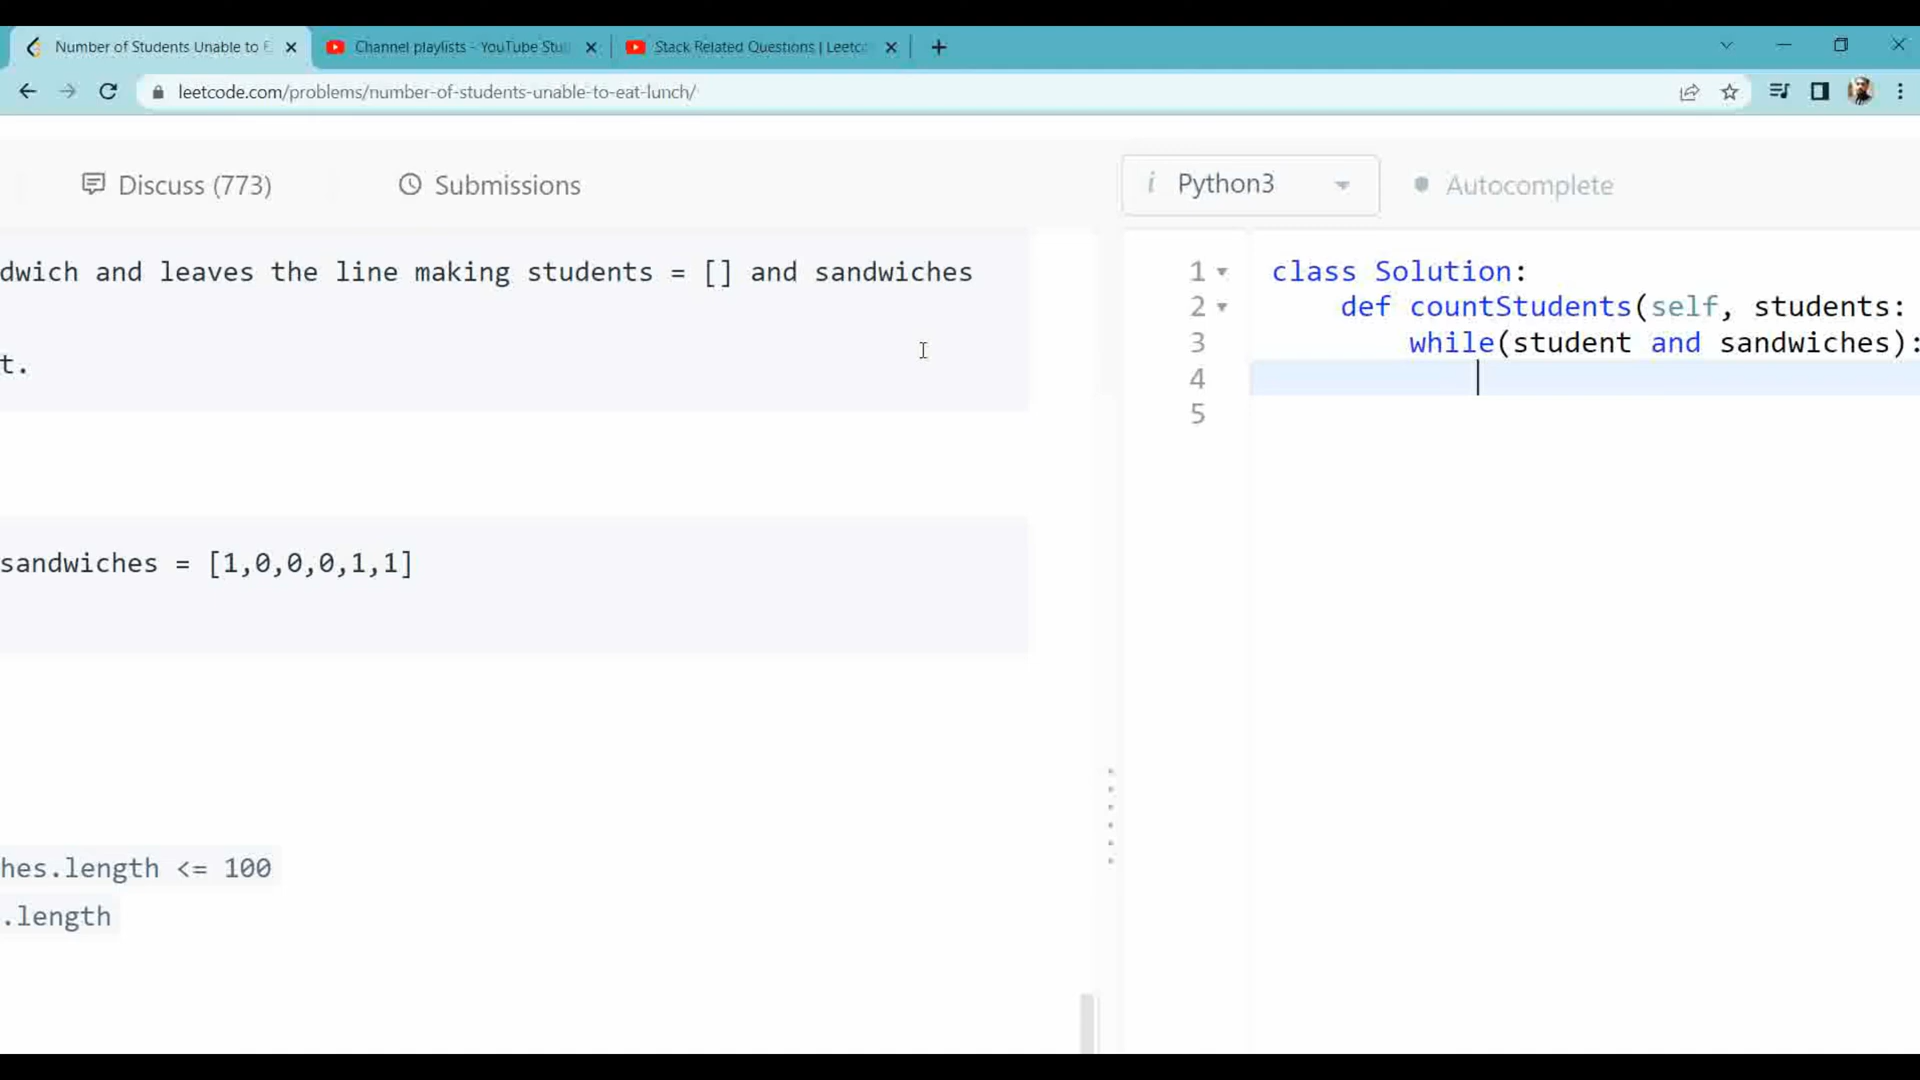 Number of Students Unable to E
Channel playlists - YouTube Stu
Stack Related Questions | Leetc
leetcode.com/problems/number-of-students-unable-to-eat-lunch/
Discuss (773)
Submissions
i Python3
Autocomplete
dwich and leaves the line making students = [] and sandwiches
t.
sandwiches = [1,0,0,0,1,1]
hes.length <= 100
.length
1 class Solution:
2 def countStudents(self, students:
3 while(student and sandwiches):
4
5